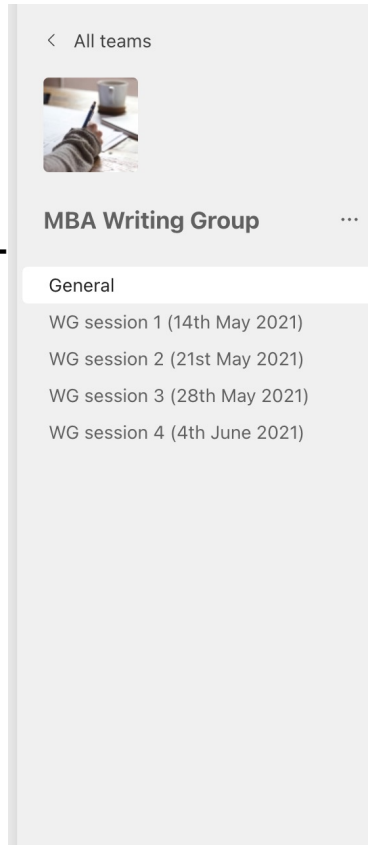 All teams
MBA Writing Group
General
WG session 1 (14th May 2021)
WG session 2 (21st May 2021)
WG session 3 (28th May 2021)
WG session 4 (4th June 2021)